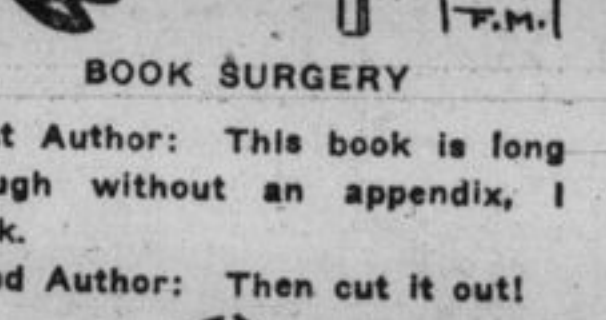 F.M.
BOOK SURGERY
t Author: This book is long
ugh without an appendix, I
k.
d Author: Then cut it out!